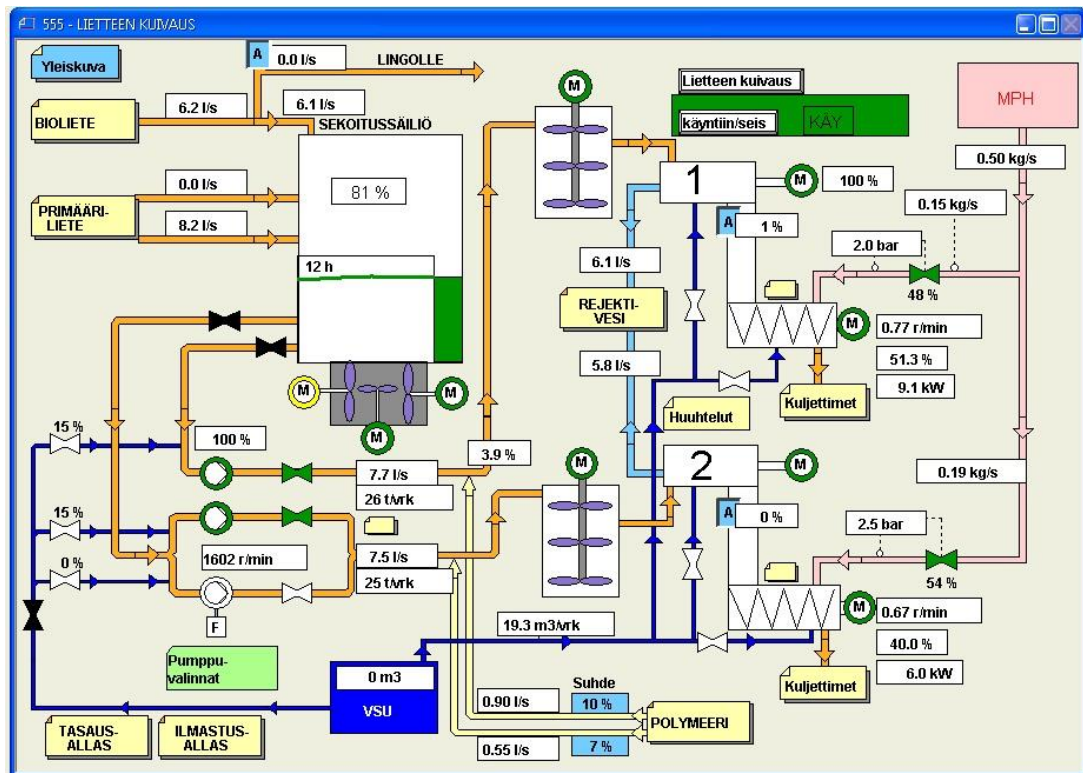 555 - LIETTEEN KUIVAUS
Yleiskuva
A
0.0 l/s
LINGOLLE
BIOLIETE
6.2 l/s
6.1 l/s
SEKOITUSSÄILIÖ
81 %
PRIMÄÄRI-
LIETE
0.0 l/s
8.2 l/s
12 h
M
M
M
M
Lietteen kuivaus
käyntiin/seis
KÄY
MPH
0.50 kg/s
1
M
100 %
A
1 %
0.15 kg/s
2.0 bar
48 %
6.1 l/s
REJEKTI-
VESI
5.8 l/s
M
0.77 r/min
51.3 %
9.1 kW
Kuljettimet
Huuhtelut
15 %
100 %
3.9 %
7.7 l/s
26 t/vrk
M
2
M
A
0 %
0.19 kg/s
2.5 bar
54 %
15 %
0 %
1602 r/min
7.5 l/s
25 t/vrk
F
M
0.67 r/min
40.0 %
6.0 kW
Kuljettimet
19.3 m3/vrk
Pumppu-
valinnat
0 m3
VSU
0.90 l/s
Suhde
10 %
7 %
0.55 l/s
POLYMEERI
TASAUS-
ALLAS
ILMASTUS-
ALLAS